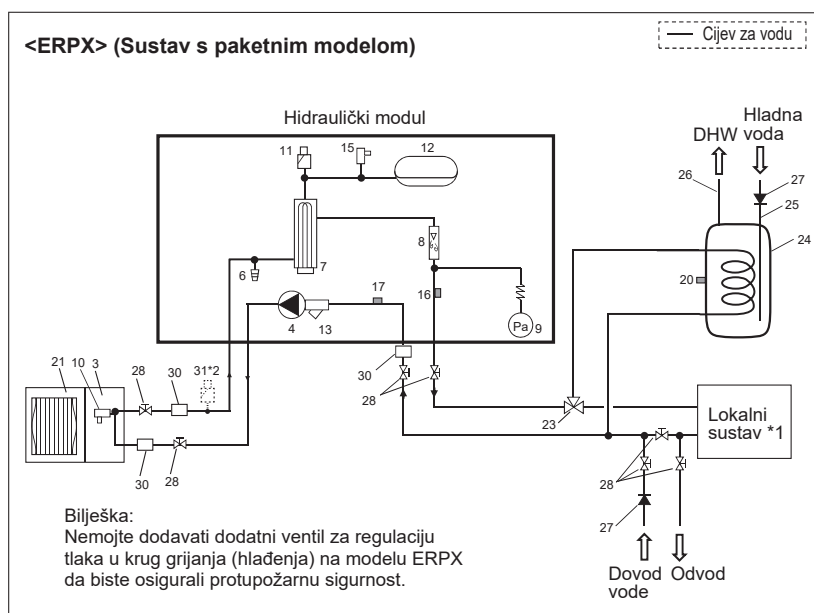 <ERPX> (Sustav s paketnim modelom)
Cijev za vodu
Hidraulički modul
DHW
Hladna
voda
11
15
12
26
27
25
24
8
7
6
20
17
16
4
13
Pa
9
21
10
3
28
30
31*2
30
28
23
Lokalni
sustav *1
30
28
28
27
Bilješka:
Nemojte dodavati dodatni ventil za regulaciju
tlaka u krug grijanja (hlađenja) na modelu ERPX
da biste osigurali protupožarnu sigurnost.
Dovod
vode
Odvod